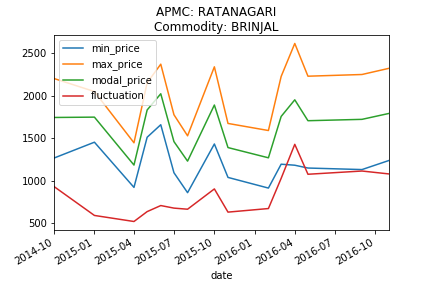 APMC: RATANAGARI
Commodity: BRINJAL
min_price
max_price
modal_price
fluctuation
2500
2000
1500
1000
500
2014-10
2015-01
2015-04
2015-07
2015-10
2016-01
2016-04
2016-07
2016-10
date